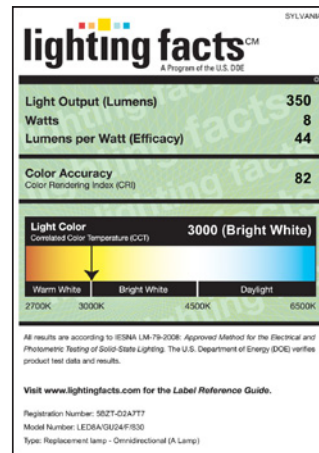 SYLVANIA
lighting facts CM
A Program of the U.S. DOE
Light Output (Lumens) 350
Watts 8
Lumens per Watt (Efficacy) 44
Color Accuracy 82
Color Rendering Index (CRI)
Light Color 3000 (Bright White)
Correlated Color Temperature (CCT)
Warm White Bright White Daylight
2700K 3000K 4500K 6500K
All results are according to IESNA LM-79-2008: Approved Method for the Electrical and
Photometric Testing of Solid-State Lighting. The U.S. Department of Energy (DOE) verifies
product test data and results.
Visit www.lightingfacts.com for the Label Reference Guide.
Registration Number: 5BZT-D2A7T7
Model Number: LED8A/GU24/F/830
Type: Replacement lamp - Omnidirectional (A Lamp)